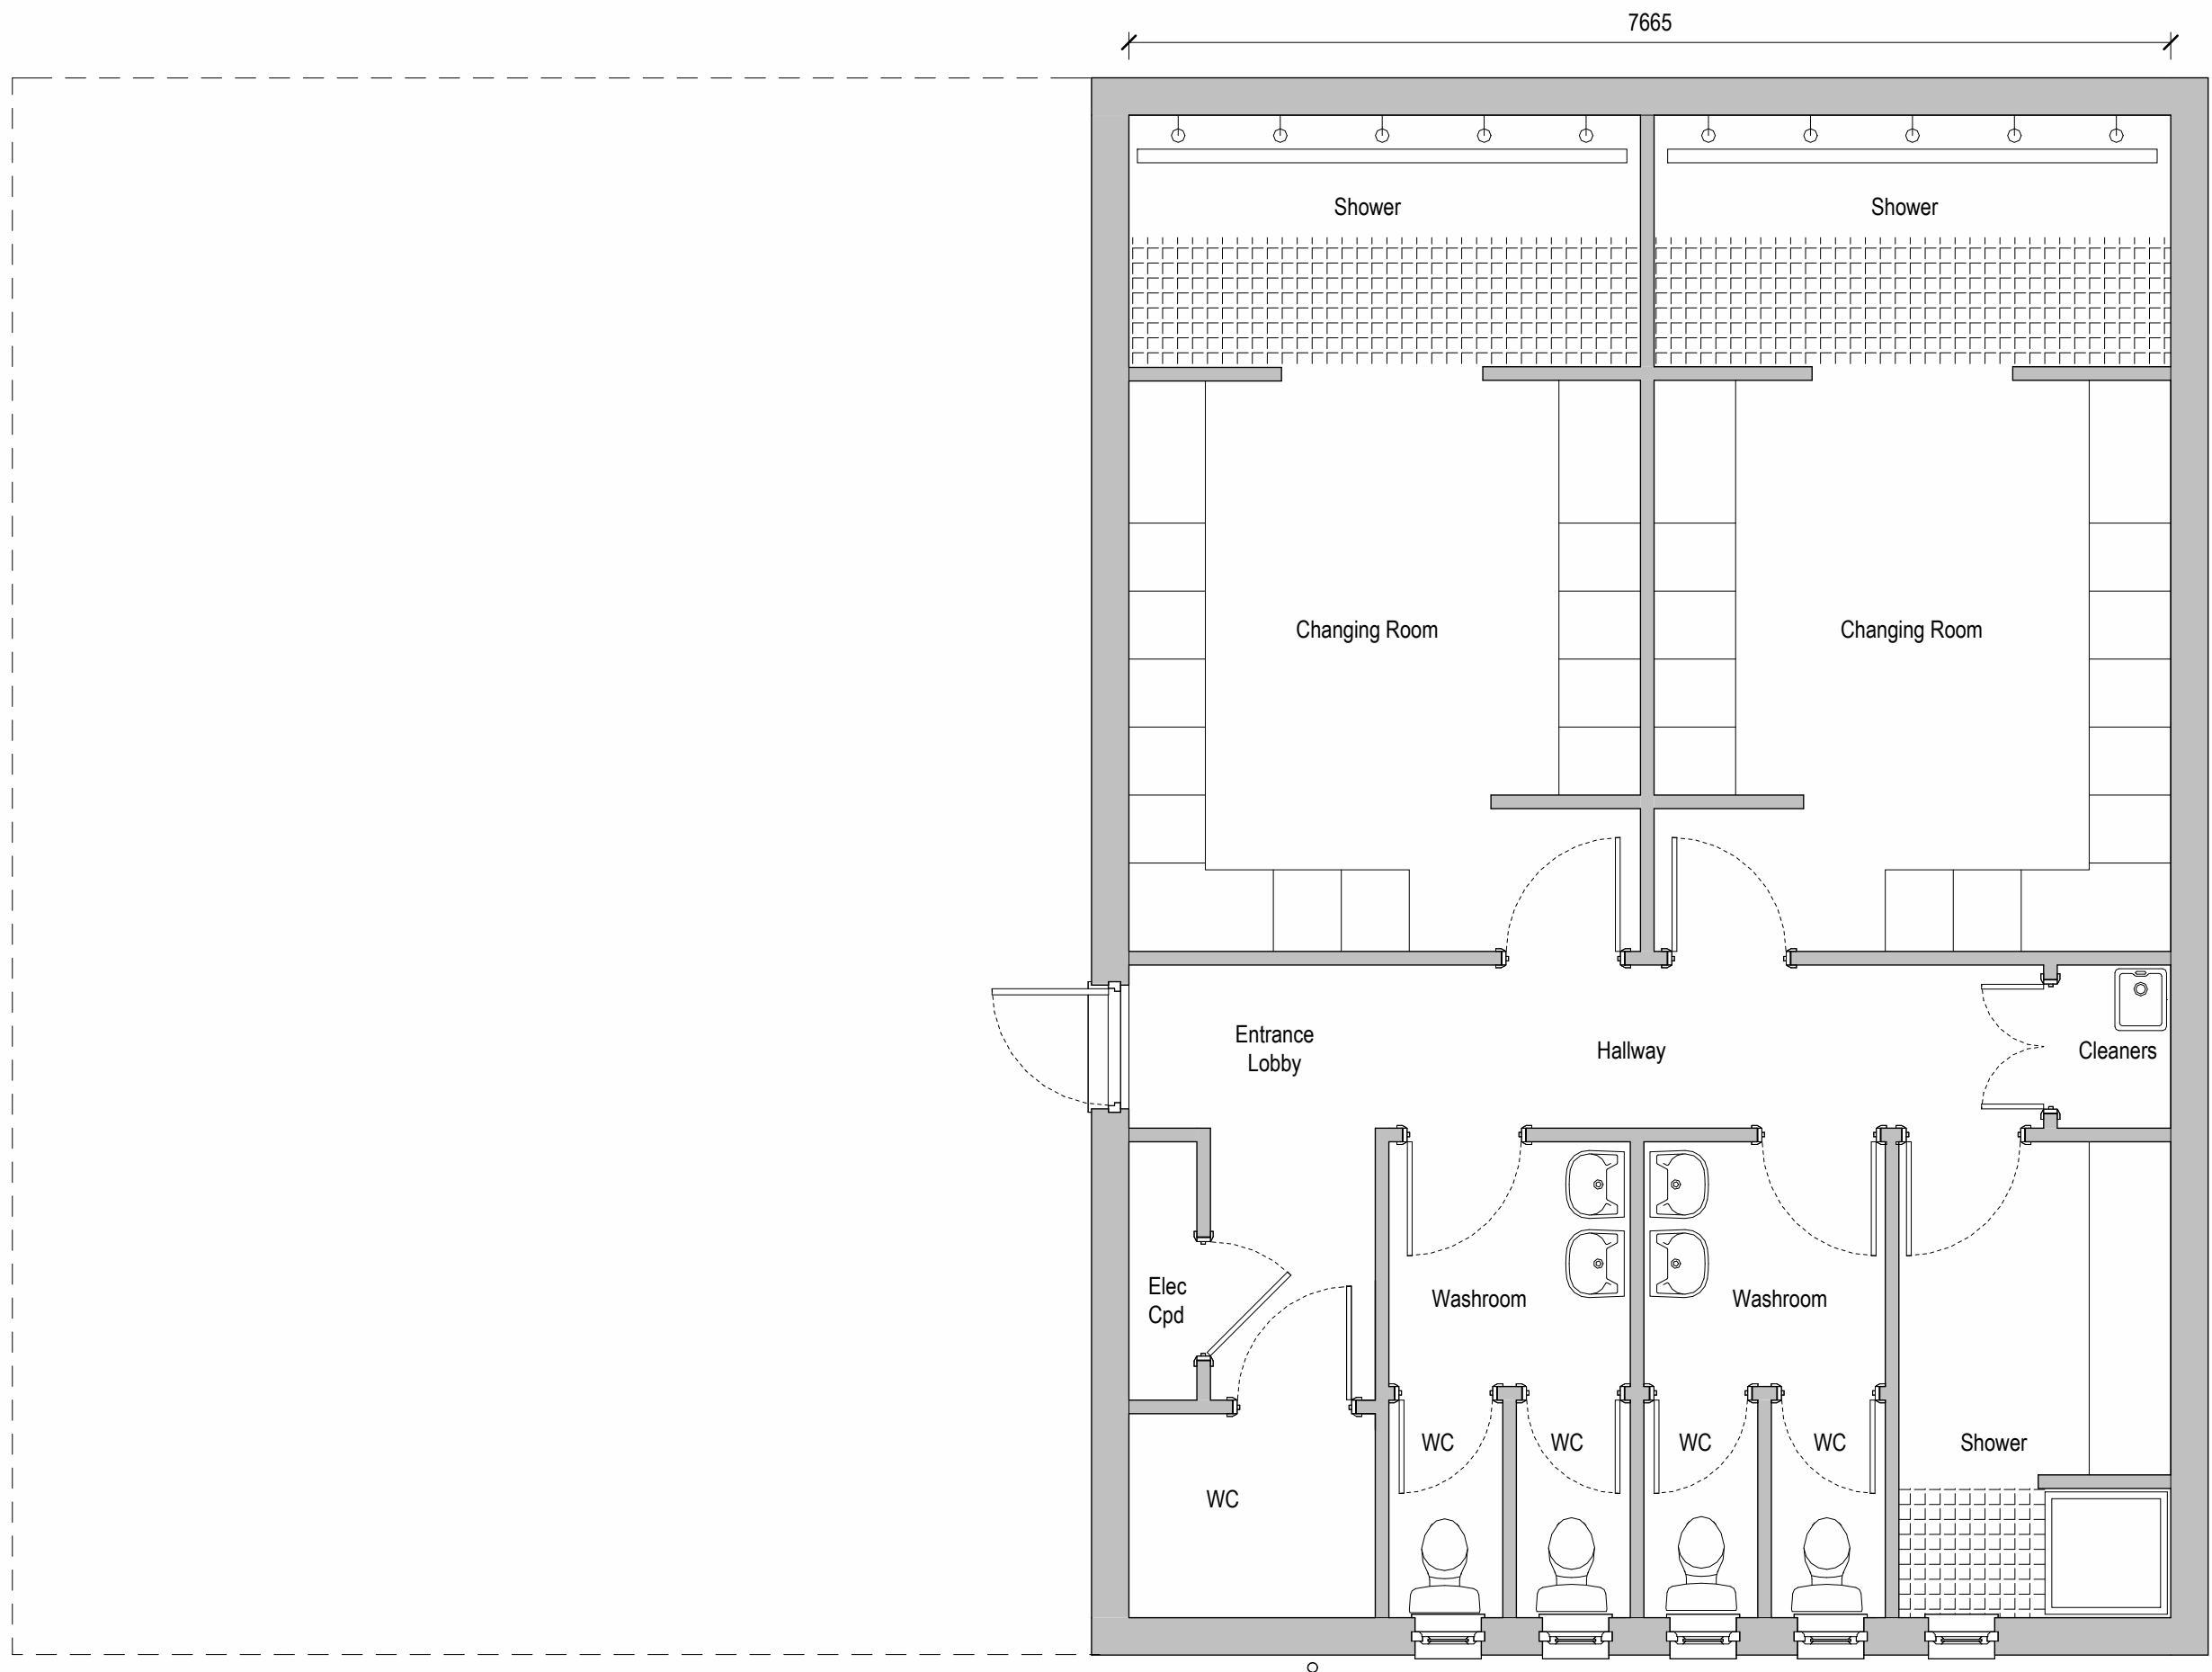 7665
Shower
Shower
Changing Room
Changing Room
Entrance
Lobby
Hallway
Cleaners
Elec
Cpd
Washroom
Washroom
WC
WC
WC
WC
Shower
WC